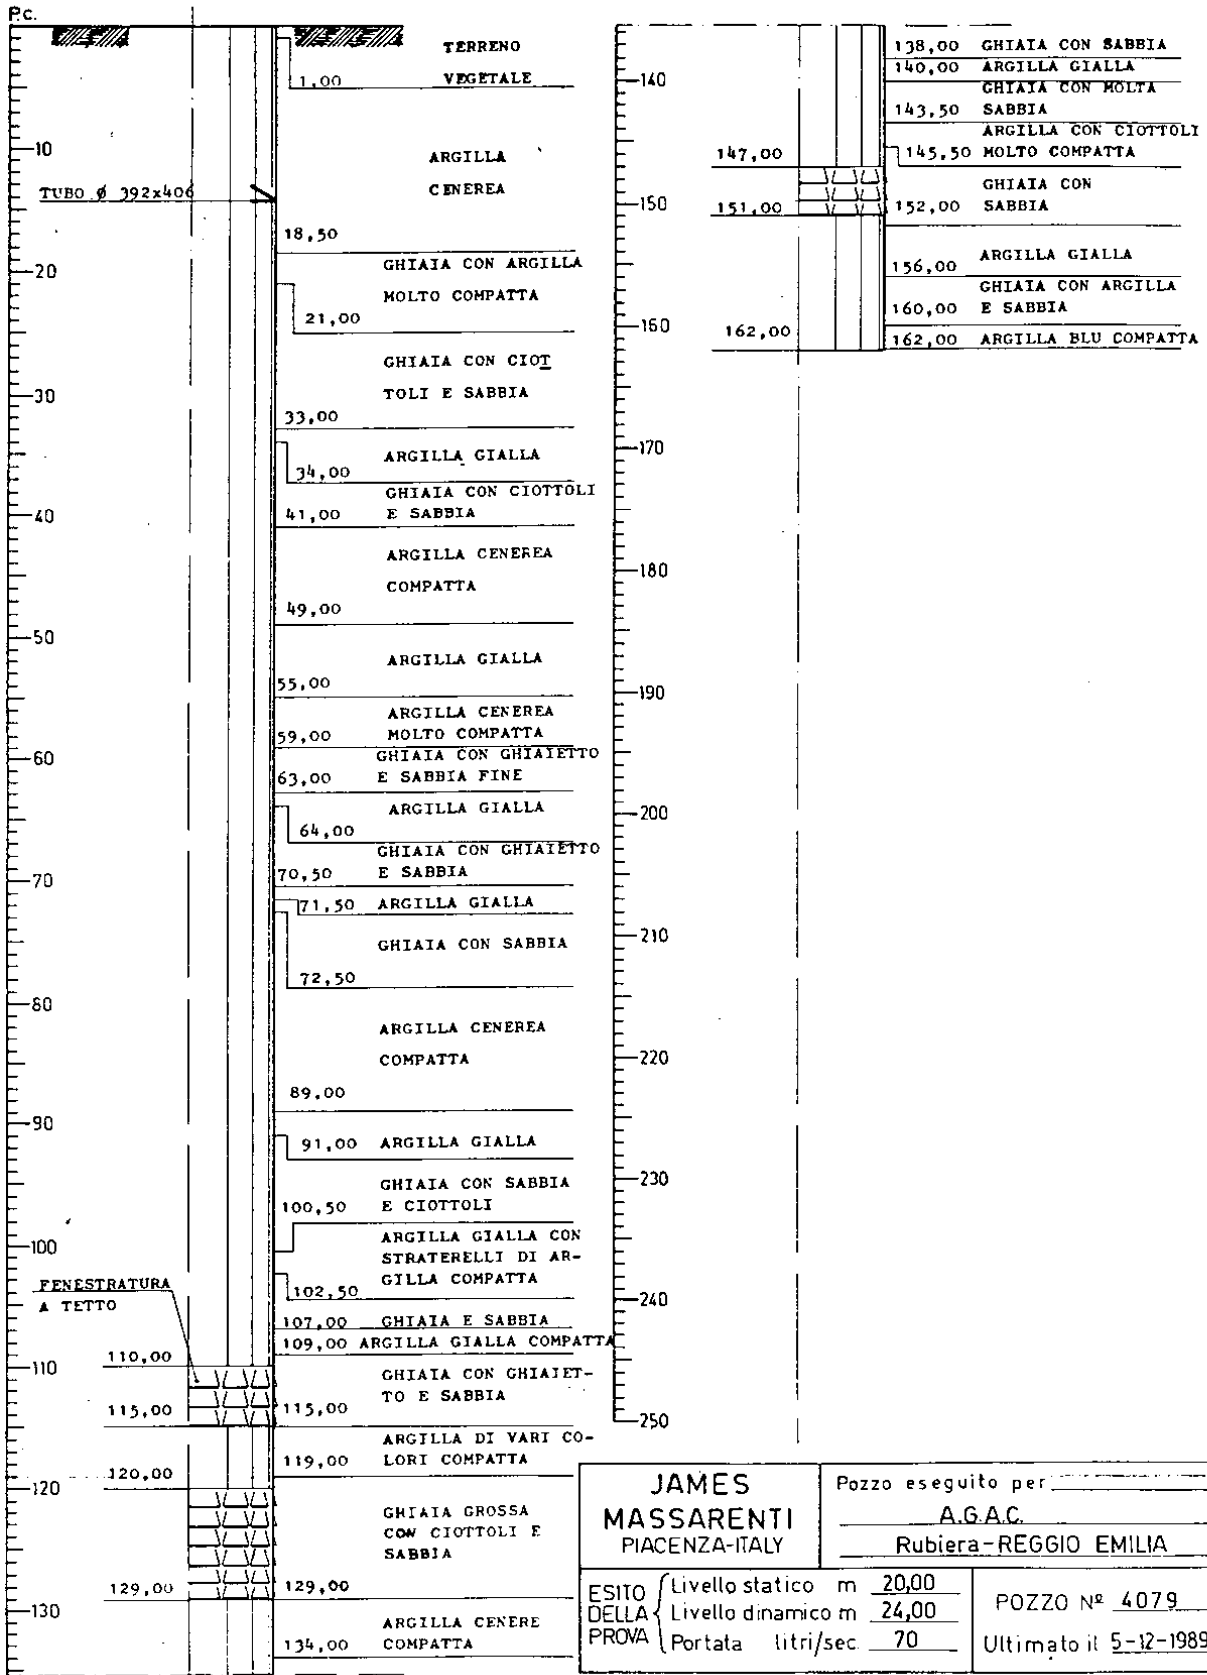 P.C.
TERRENO
1,00 VEGETALE
10
ARGILLA
CENEREA
TUBO Ø 392x406
18,50
20
GHIAIA CON ARGILLA
MOLTO COMPATTA
21,00
GHIAIA CON CIOT
TOLI E SABBIA
30
33,00
ARGILLA GIALLA
34,00
GHIAIA CON CIOTTOLI
41,00 E SABBIA
40
ARGILLA CENEREA
COMPATTA
49,00
50
ARGILLA GIALLA
55,00
ARGILLA CENEREA
59,00 MOLTO COMPATTA
60
GHIAIA CON GHIAIETTO
63,00 E SABBIA FINE
ARGILLA GIALLA
64,00
GHIAIA CON GHIAIETTO
70,50 E SABBIA
70
71,50 ARGILLA GIALLA
GHIAIA CON SABBIA
72,50
80
ARGILLA CENEREA
COMPATTA
89,00
90
91,00 ARGILLA GIALLA
GHIAIA CON SABBIA
100,50 E CIOTTOLI
100
ARGILLA GIALLA CON
STRATERELLI DI AR-
102,50 GILLA COMPATTA
FENESTRATURA
A TETTO
107,00 GHIAIA E SABBIA
109,00 ARGILLA GIALLA COMPATTA
110,00
110
GHIAIA CON GHIAIET-
TO E SABBIA
115,00 115,00
ARGILLA DI VARI CO-
119,00 LORI COMPATTA
120,00
120
GHIAIA GROSSA
CON CIOTTOLI E
SABBIA
129,00 129,00
130
ARGILLA CENERE
134,00 COMPATTA
138,00 GHIAIA CON SABBIA
140
140,00 ARGILLA GIALLA
GHIAIA CON MOLTA
143,50 SABBIA
ARGILLA CON CIOTTOLI
147,00 145,50 MOLTO COMPATTA
150
GHIAIA CON
151,00 152,00 SABBIA
156,00 ARGILLA GIALLA
GHIAIA CON ARGILLA
160,00 E SABBIA
160
162,00 162,00 ARGILLA BLU COMPATTA
170
180
190
200
210
220
230
240
250
JAMES
MASSARENTI
PIACENZA-ITALY
Pozzo eseguito per
A.G.A.C.
Rubiera-REGGIO EMILIA
ESITO DELLA PROVA
Livello statico m 20,00
Livello dinamico m 24,00
Portata litri/sec. 70
POZZO Nº 4079
Ultimato il 5-12-1989